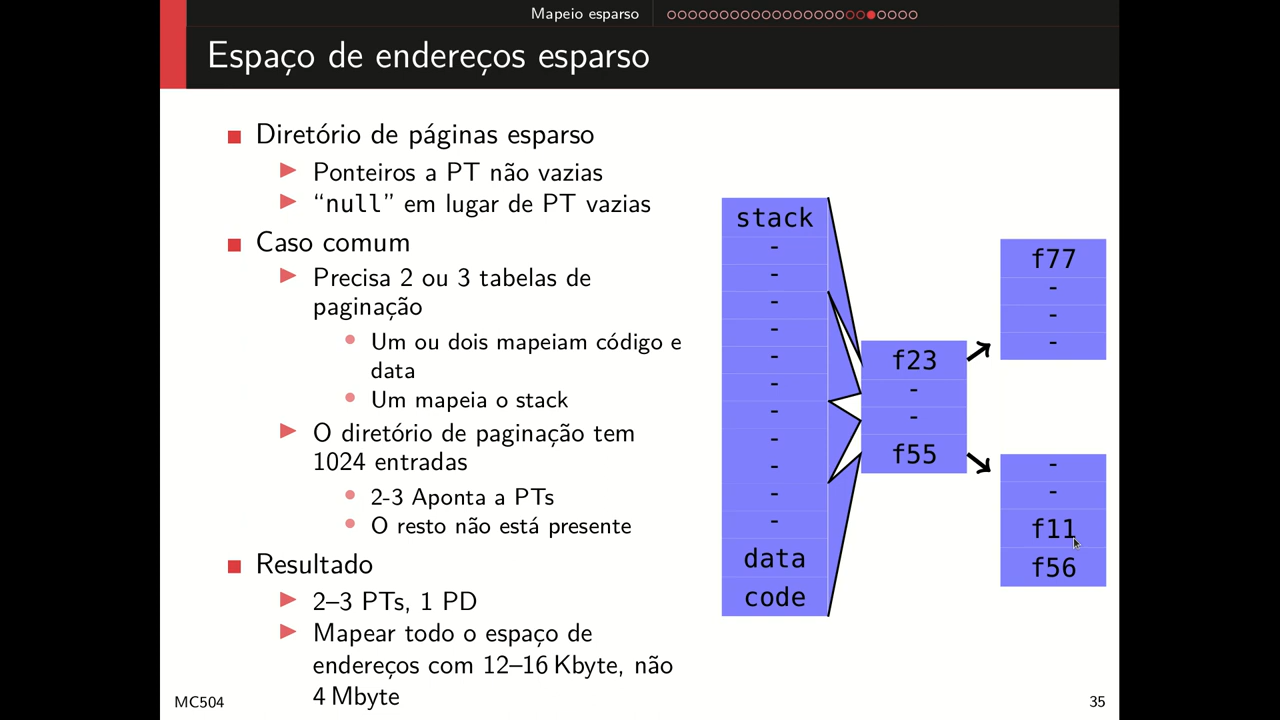 Mapeio esparso
Espaço de endereços esparso
Diretório de páginas esparso
Ponteiros a PT não vazias
“null” em lugar de PT vazias
Caso comum
Precisa 2 ou 3 tabelas de
paginação
Um ou dois mapeiam código e
data
Um mapeia o stack
O diretório de paginação tem
1024 entradas
2-3 Aponta a PTs
O resto não está presente
Resultado
2–3 PTs, 1 PD
Mapear todo o espaço de
endereços com 12–16 Kbyte, não
4 Mbyte
stack
-
-
-
-
-
-
-
-
-
-
-
data
code
f23
-
-
f55
f77
-
-
-
-
-
f11
f56
MC504
35